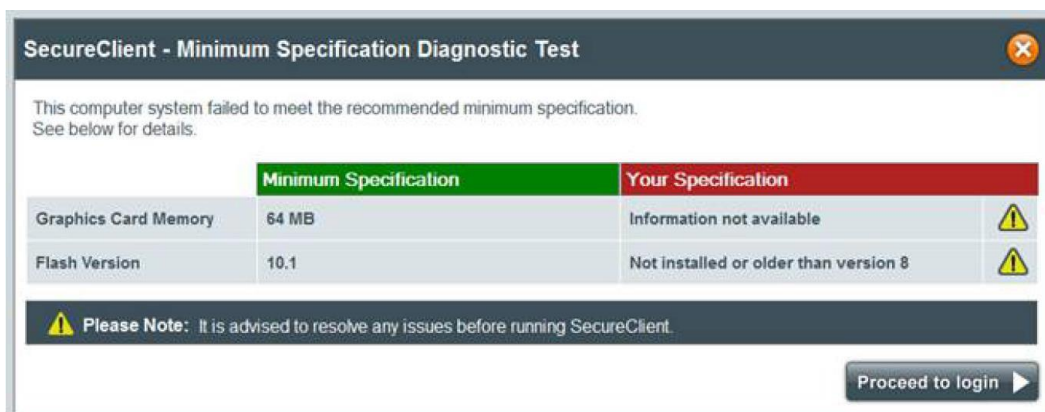 SecureClient - Minimum Specification Diagnostic Test
This computer system failed to meet the recommended minimum specification.
See below for details.
Minimum Specification Your Specification
Graphics Card Memory 64 MB Information not available
Flash Version 10.1 Not installed or older than version 8
Please Note: It is advised to resolve any issues before running SecureClient.
Proceed to login